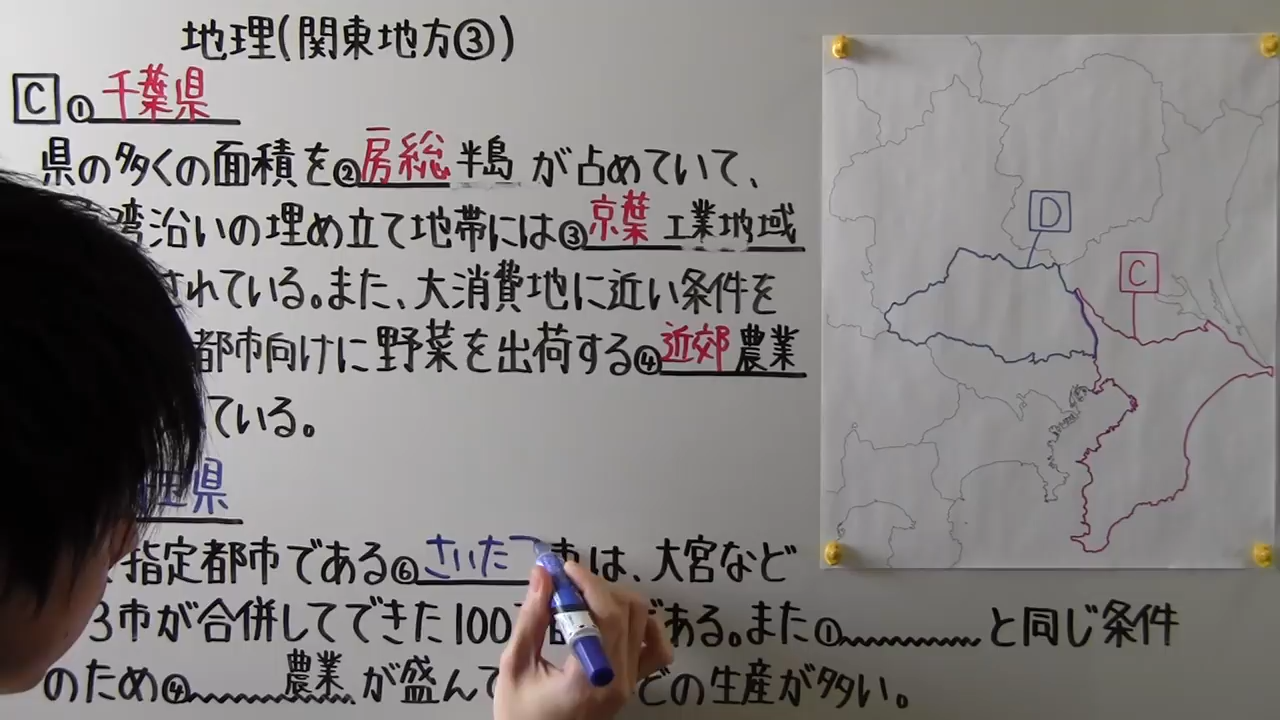 地理(関東地方③)
C ①千葉県
県の多くの面積を②房総半島が占めていて、
湾沿いの埋め立て地帯には③京葉工業地域
されている。また、大消費地に近い条件を
都市向けに野菜を出荷する④近郊農業
ている。
県
指定都市である⑥さいた市は、大宮など
3市が合併してできた100 である。また①と同じ条件
のため④農業が盛んで どの生産が多い。
D
C